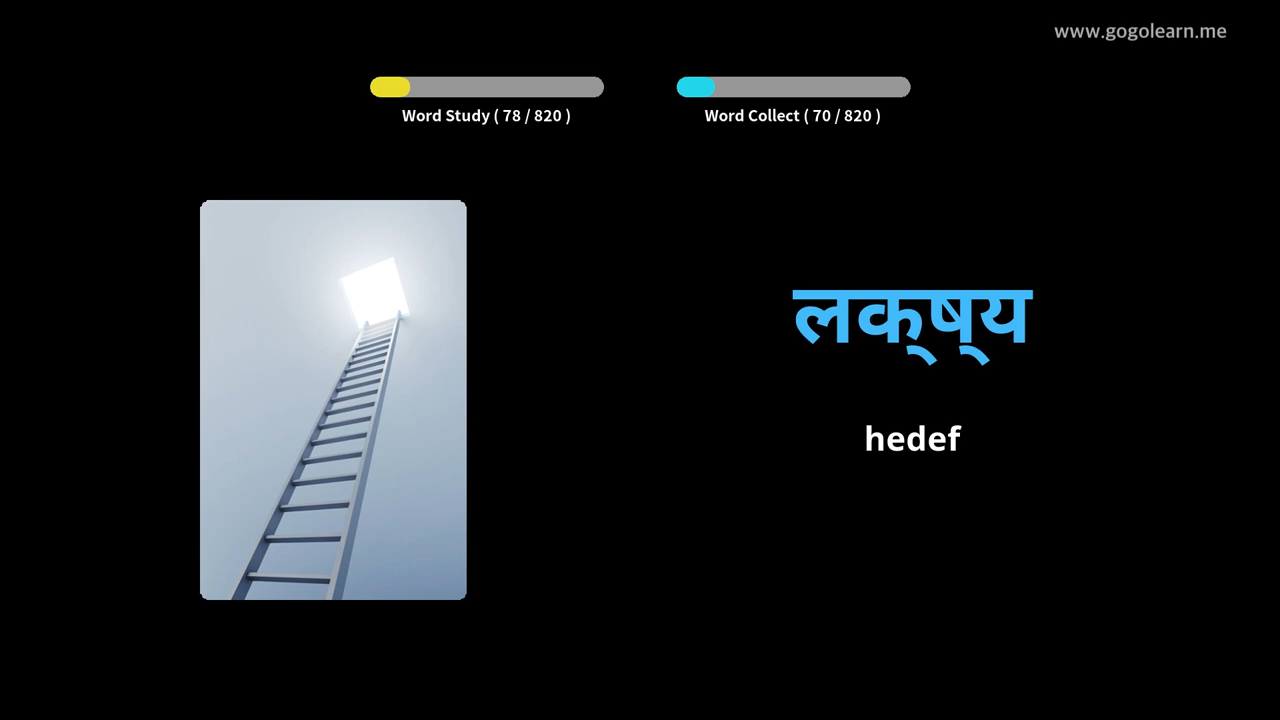 www.gogolearn.me
Word Study ( 78 / 820 )
Word Collect ( 70 / 820 )
लक्ष्य
hedef